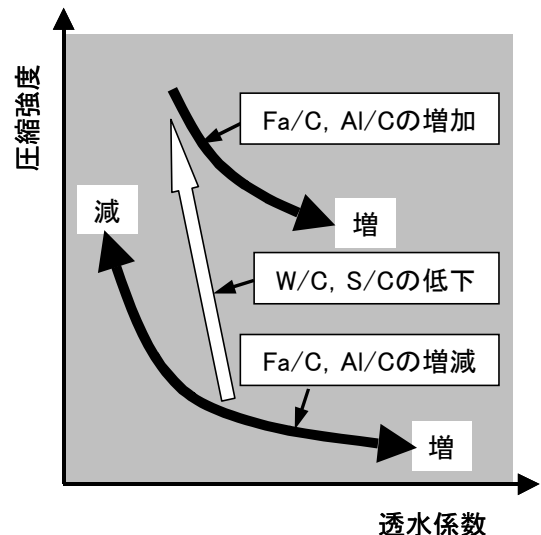 圧縮強度
Fa/C, Al/Cの増加
減
増
W/C, S/Cの低下
Fa/C, Al/Cの増減
増
透水係数